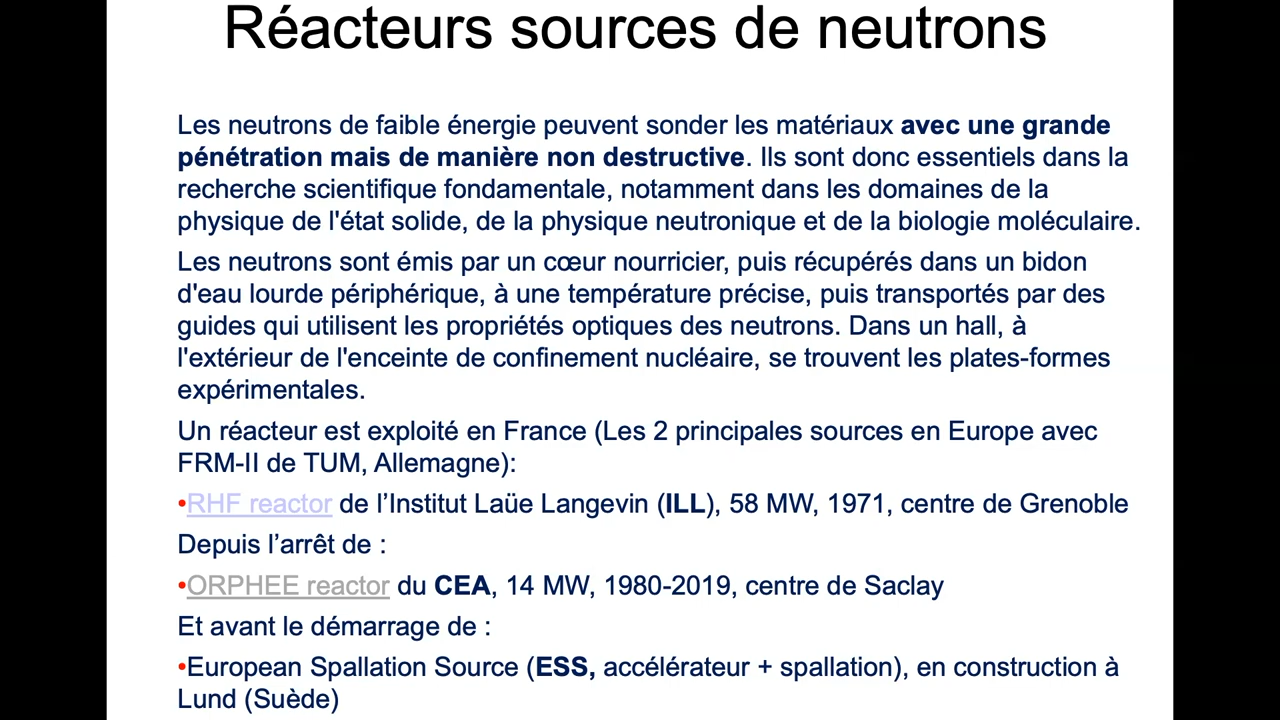 Réacteurs sources de neutrons
Les neutrons de faible énergie peuvent sonder les matériaux avec une grande
pénétration mais de manière non destructive. Ils sont donc essentiels dans la
recherche scientifique fondamentale, notamment dans les domaines de la
physique de l'état solide, de la physique neutronique et de la biologie moléculaire.
Les neutrons sont émis par un cœur nourricier, puis récupérés dans un bidon
d'eau lourde périphérique, à une température précise, puis transportés par des
guides qui utilisent les propriétés optiques des neutrons. Dans un hall, à
l'extérieur de l'enceinte de confinement nucléaire, se trouvent les plates-formes
expérimentales.
Un réacteur est exploité en France (Les 2 principales sources en Europe avec
FRM-II de TUM, Allemagne):
•RHF reactor de l’Institut Laüe Langevin (ILL), 58 MW, 1971, centre de Grenoble
Depuis l’arrêt de :
•ORPHEE reactor du CEA, 14 MW, 1980-2019, centre de Saclay
Et avant le démarrage de :
•European Spallation Source (ESS, accélérateur + spallation), en construction à
Lund (Suède)